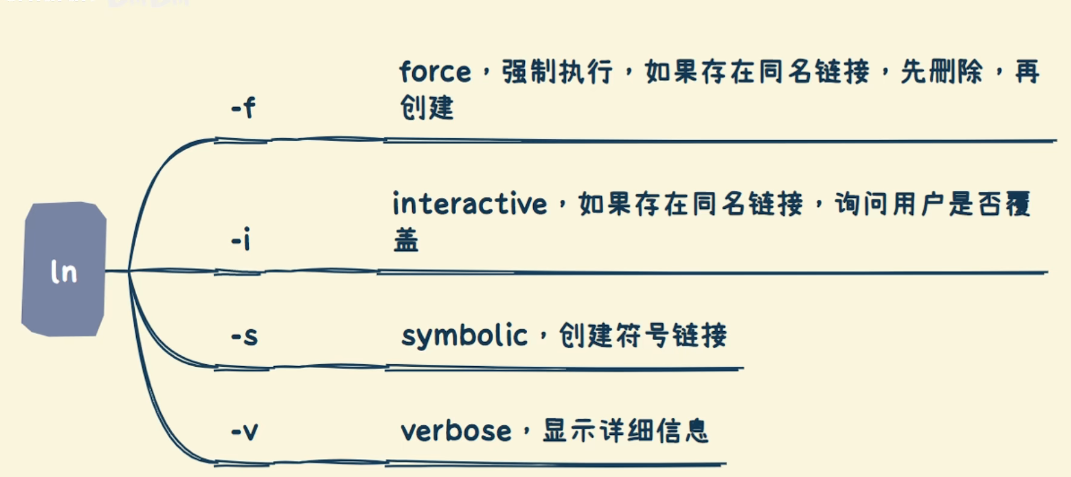 force，强制执行，如果存在同名链接，先删除，再
创建
-f
interactive，如果存在同名链接，询问用户是否覆
盖
-i
ln
-s
symbolic，创建符号链接
-v
verbose，显示详细信息